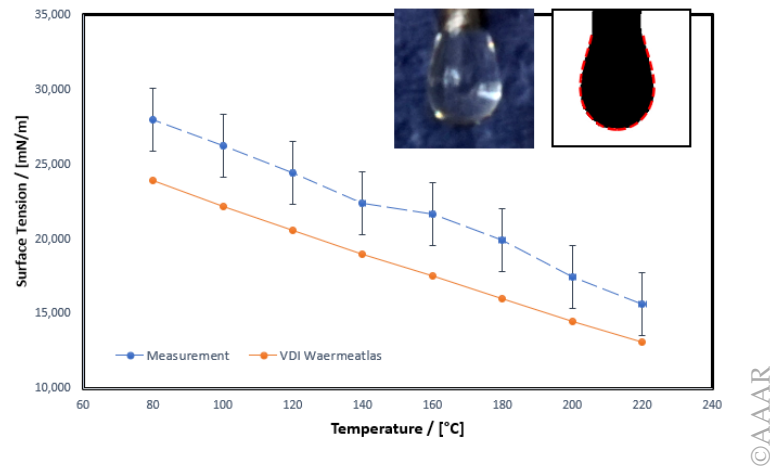 35,000
30,000
25,000
20,000
15,000
10,000
Surface Tension / [mN/m]
Measurement
VDI Waermeatlas
60 80 100 120 140 160 180 200 220 240
Temperature / [°C]
©AAAR